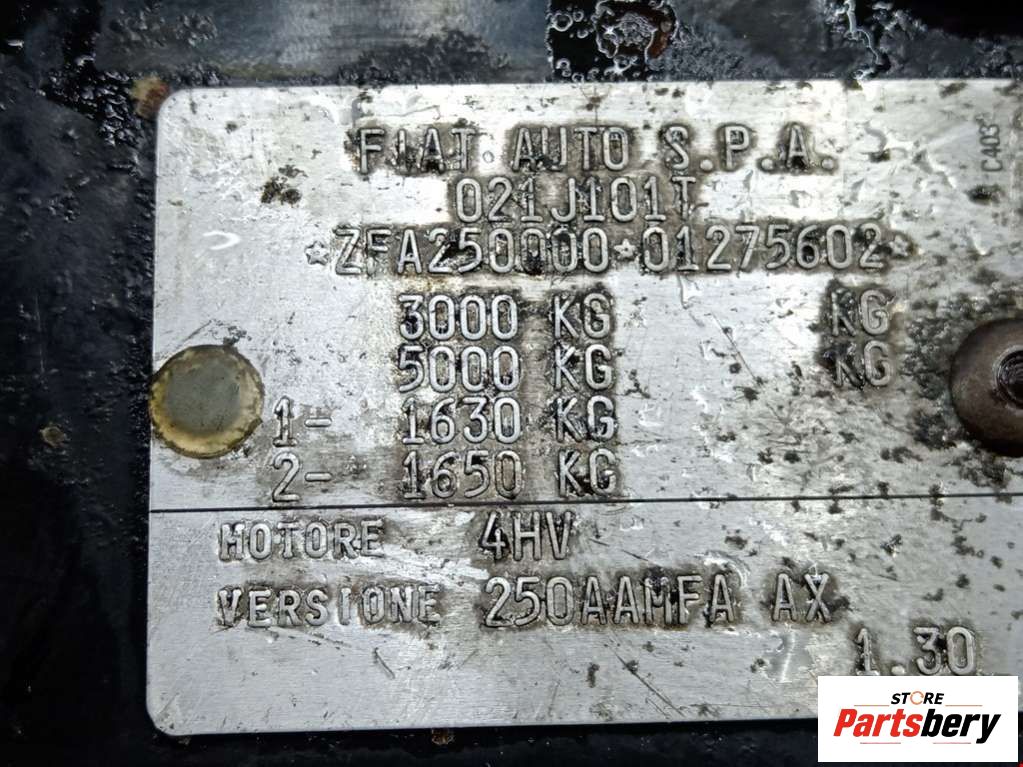 FIAT AUTO S.P.A.
021J101T
*ZFA250000*01275602*
3000 KG KG
5000 KG KG
1- 1630 KG
2- 1650 KG
MOTORE 4HV
VERSIONE 250AAMFA AX
1.30
C403
STORE
Partsbery